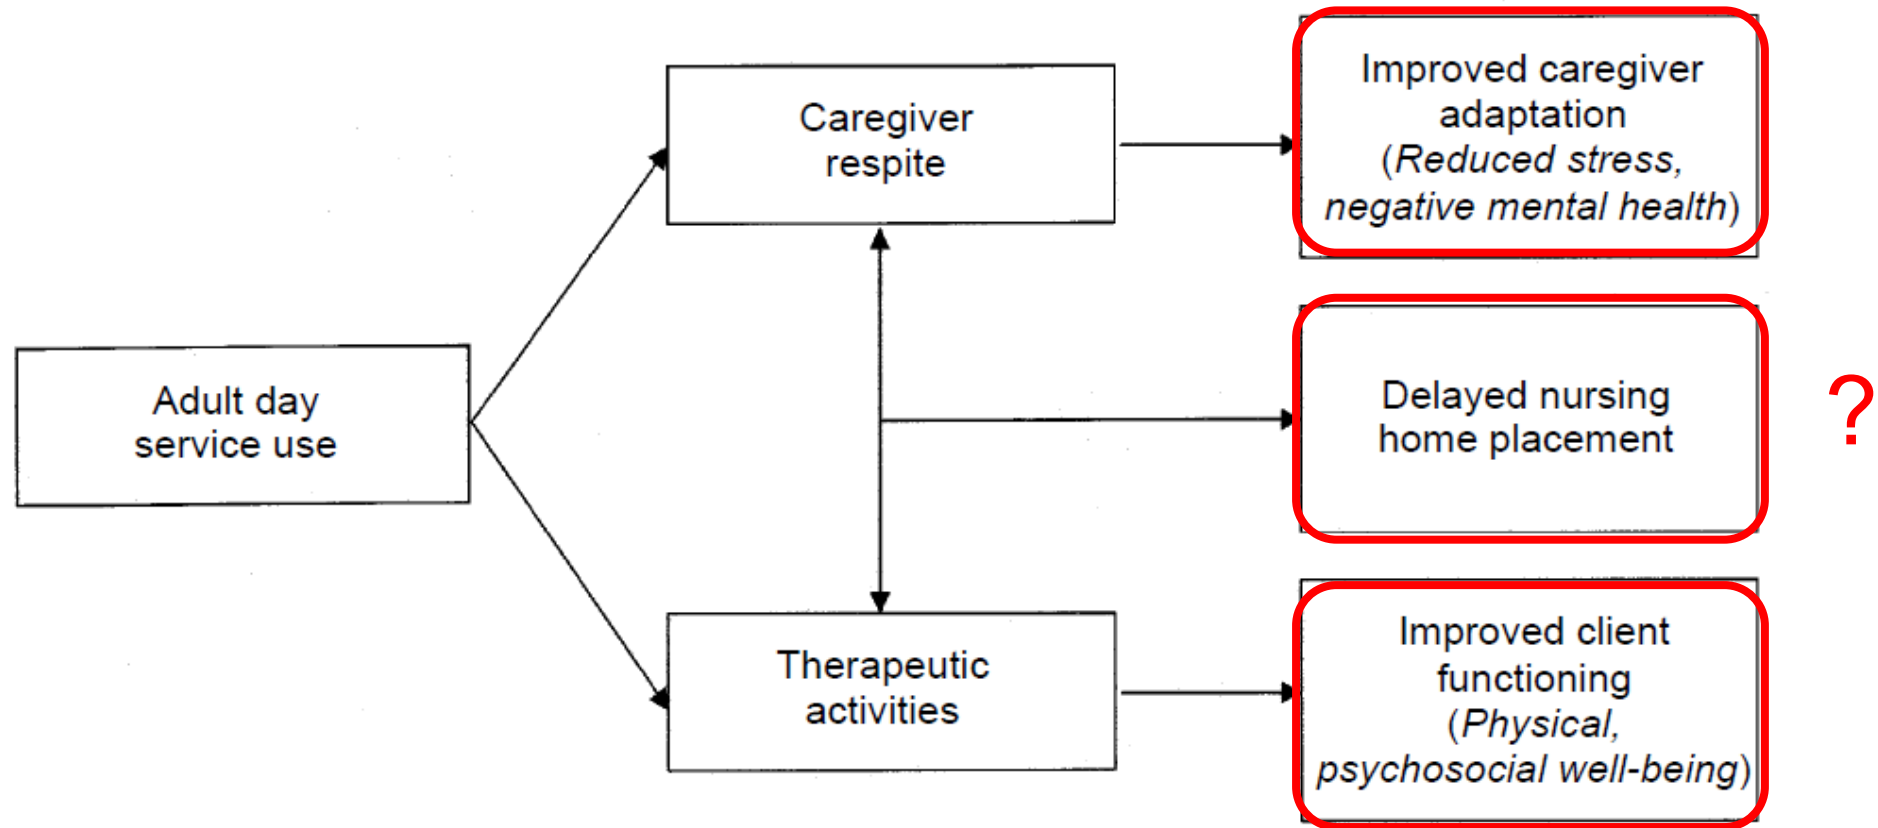 Adult day
service use
Caregiver
respite
Therapeutic
activities
Improved caregiver
adaptation
(Reduced stress,
negative mental health)
Delayed nursing
home placement
?
Improved client
functioning
(Physical,
psychosocial well-being)